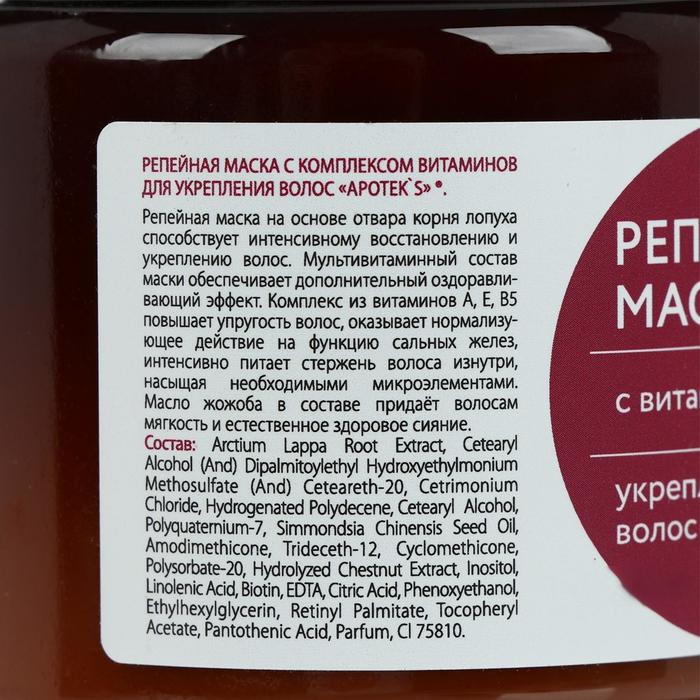 РЕПЕЙНАЯ МАСКА С КОМПЛЕКСОМ ВИТАМИНОВ
ДЛЯ УКРЕПЛЕНИЯ ВОЛОС «APOTEK`S» ®.
Репейная маска на основе отвара корня лопуха
способствует интенсивному восстановлению и
укреплению волос. Мультивитаминный состав
маски обеспечивает дополнительный оздоравли-
вающий эффект. Комплекс из витаминов А, Е, В5
повышает упругость волос, оказывает нормализу-
ющее действие на функцию сальных желез,
интенсивно питает стержень волоса изнутри,
насыщая необходимыми микроэлементами.
Масло жожоба в составе придаёт волосам
мягкость и естественное здоровое сияние.
Состав: Arctium Lappa Root Extract, Cetearyl
Alcohol (And) Dipalmitoylethyl Hydroxyethylmonium
Methosulfate (And) Ceteareth-20, Cetrimonium
Chloride, Hydrogenated Polydecene, Cetearyl Alcohol,
Polyquaternium-7, Simmondsia Chinensis Seed Oil,
Amodimethicone, Trideceth-12, Cyclomethicone,
Polysorbate-20, Hydrolyzed Chestnut Extract, Inositol,
Linolenic Acid, Biotin, EDTA, Citric Acid, Phenoxyethanol,
Ethylhexylglycerin, Retinyl Palmitate, Tocopheryl
Acetate, Pantothenic Acid, Parfum, Cl 75810.
РЕП
МАС
с вита
укреп
волос